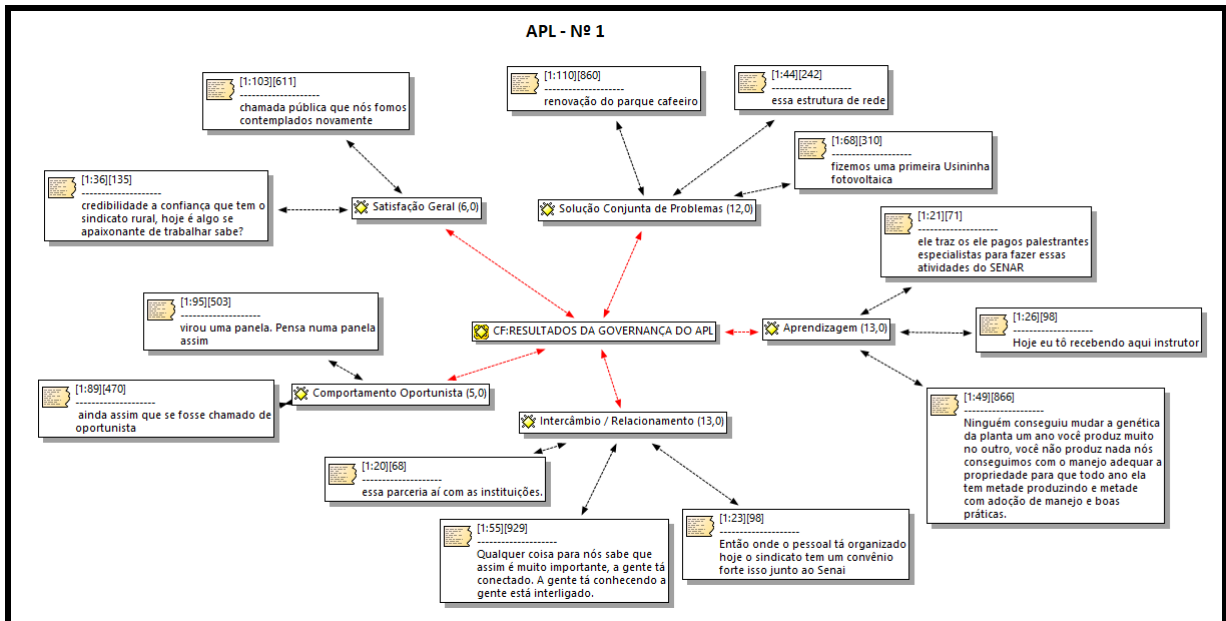 APL - Nº 1
[1:103][611]
--------------------
chamada pública que nós fomos
contemplados novamente
[1:110][860]
--------------------
renovação do parque cafeeiro
[1:44][242]
--------------------
essa estrutura de rede
[1:68][310]
--------------------
fizemos uma primeira Usininha
fotovoltaica
[1:36][135]
--------------------
credibilidade a confiança que tem o
sindicato rural, hoje é algo se
apaixonante de trabalhar sabe?
Satisfação Geral (6,0)
Solução Conjunta de Problemas (12,0)
[1:21][71]
--------------------
ele traz os ele pagos palestrantes
especialistas para fazer essas
atividades do SENAR
[1:95][503]
--------------------
virou uma panela. Pensa numa panela
assim
CF:RESULTADOS DA GOVERNANÇA DO APL
Aprendizagem (13,0)
[1:26][98]
--------------------
Hoje eu tô recebendo aqui instrutor
[1:89][470]
--------------------
ainda assim que se fosse chamado de
oportunista
Comportamento Oportunista (5,0)
Intercâmbio / Relacionamento (13,0)
[1:49][866]
--------------------
Ninguém conseguiu mudar a genética
da planta um ano você produz muito
no outro, você não produz nada nós
conseguimos com o manejo adequar a
propriedade para que todo ano ela
tem metade produzindo e metade
com adoção de manejo e boas
práticas.
[1:20][68]
--------------------
essa parceria aí com as instituições.
[1:55][929]
--------------------
Qualquer coisa para nós sabe que
assim é muito importante, a gente tá
conectado. A gente tá conhecendo a
gente está interligado.
[1:23][98]
--------------------
Então onde o pessoal tá organizado
hoje o sindicato tem um convênio
forte isso junto ao Senai